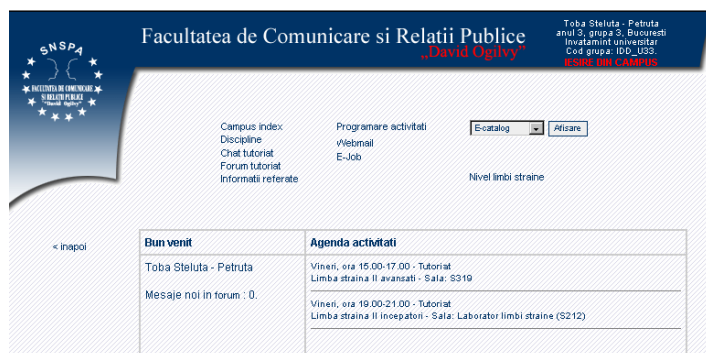 SNSPA
FACULTATEA DE COMUNICARE
SI RELATII PUBLICE
"David Ogilvy"
Facultatea de Comunicare si Relatii Publice
„David Ogilvy”
Toba Steluta - Petruta
anul 3, grupa 3, Bucuresti
Invatamint universitar
Cod grupa: IDD_U33.
IESIRE DIN CAMPUS
Campus index
Discipline
Chat tutoriat
Forum tutoriat
Informatii referate
Programare activitati
Webmail
E-Job
E-catalog
Afisare
Nivel limbi straine
« inapoi
Bun venit
Toba Steluta - Petruta
Mesaje noi in forum : 0.
Agenda activitati
Vineri, ora 15.00-17.00 - Tutoriat
Limba straina II avansati - Sala: S319
Vineri, ora 19.00-21.00 - Tutoriat
Limba straina II incepatori - Sala: Laborator limbi straine (S212)